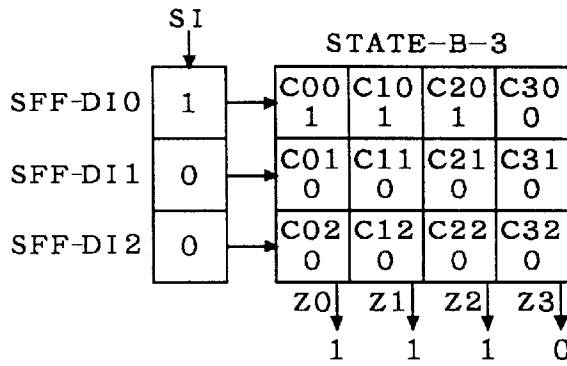 SI
STATE-B-3
SFF-DI0 1 C00 C10 C20 C30
1 1 1 0
SFF-DI1 0 C01 C11 C21 C31
0 0 0 0
SFF-DI2 0 C02 C12 C22 C32
0 0 0 0
Z0 Z1 Z2 Z3
1 1 1 0